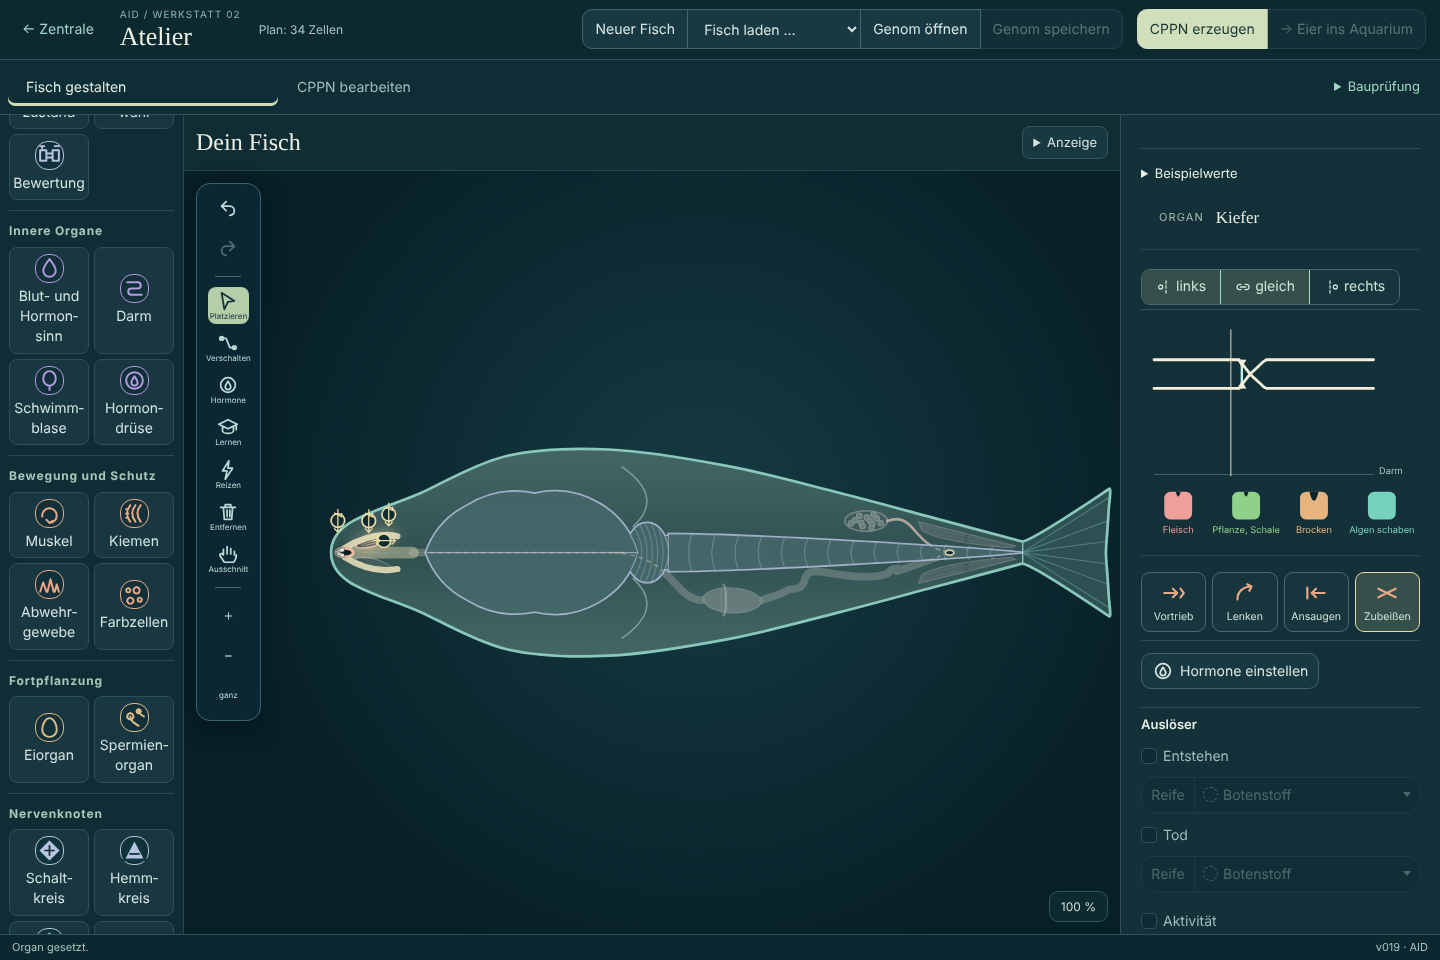 ← Zentrale
AID / WERKSTATT 02
Atelier
Plan: 34 Zellen
Neuer Fisch
Fisch laden ...
Genom öffnen
Genom speichern
CPPN erzeugen
→ Eier ins Aquarium
Fisch gestalten
CPPN bearbeiten
Bauprüfung
zustand
wahl
Bewertung
Innere Organe
Blut- und
Hormon-
sinn
Darm
Schwimm-
blase
Hormon-
drüse
Bewegung und Schutz
Muskel
Kiemen
Abwehr-
gewebe
Farbzellen
Fortpflanzung
Eiorgan
Spermien-
organ
Nervenknoten
Schalt-
kreis
Hemm-
kreis
Dein Fisch
Anzeige
Platzieren
Verschalten
Hormone
Lernen
Reizen
Entfernen
Ausschnitt
+
−
ganz
100 %
Beispielwerte
ORGAN Kiefer
links
gleich
rechts
Darm
Fleisch
Pflanze, Schale
Brocken
Algen schaben
Vortrieb
Lenken
Ansaugen
Zubeißen
Hormone einstellen
Auslöser
Entstehen
Reife
Botenstoff
Tod
Reife
Botenstoff
Aktivität
Organ gesetzt.
v019 · AID